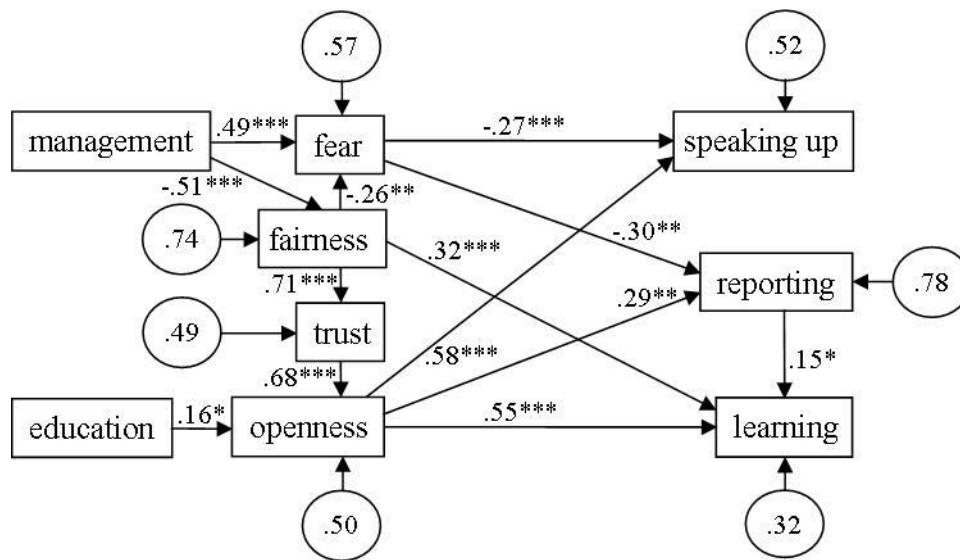 .57
.52
management
.49***
fear
-.27***
speaking up
-.51***
-.26**
.74
fairness
.32***
-.30**
.71***
reporting
.78
.49
trust
.29**
.68***
.58***
.15*
education
.16*
openness
.55***
learning
.50
.32